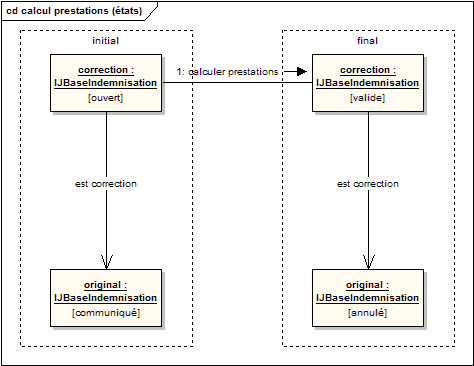 cd calcul prestations (états)
initial
final
correction :
IJBaseIndemnisation
[ouvert]
1: calculer prestations
correction :
IJBaseIndemnisation
[valide]
est correction
est correction
original :
IJBaseIndemnisation
[communiqué]
original :
IJBaseIndemnisation
[annulé]